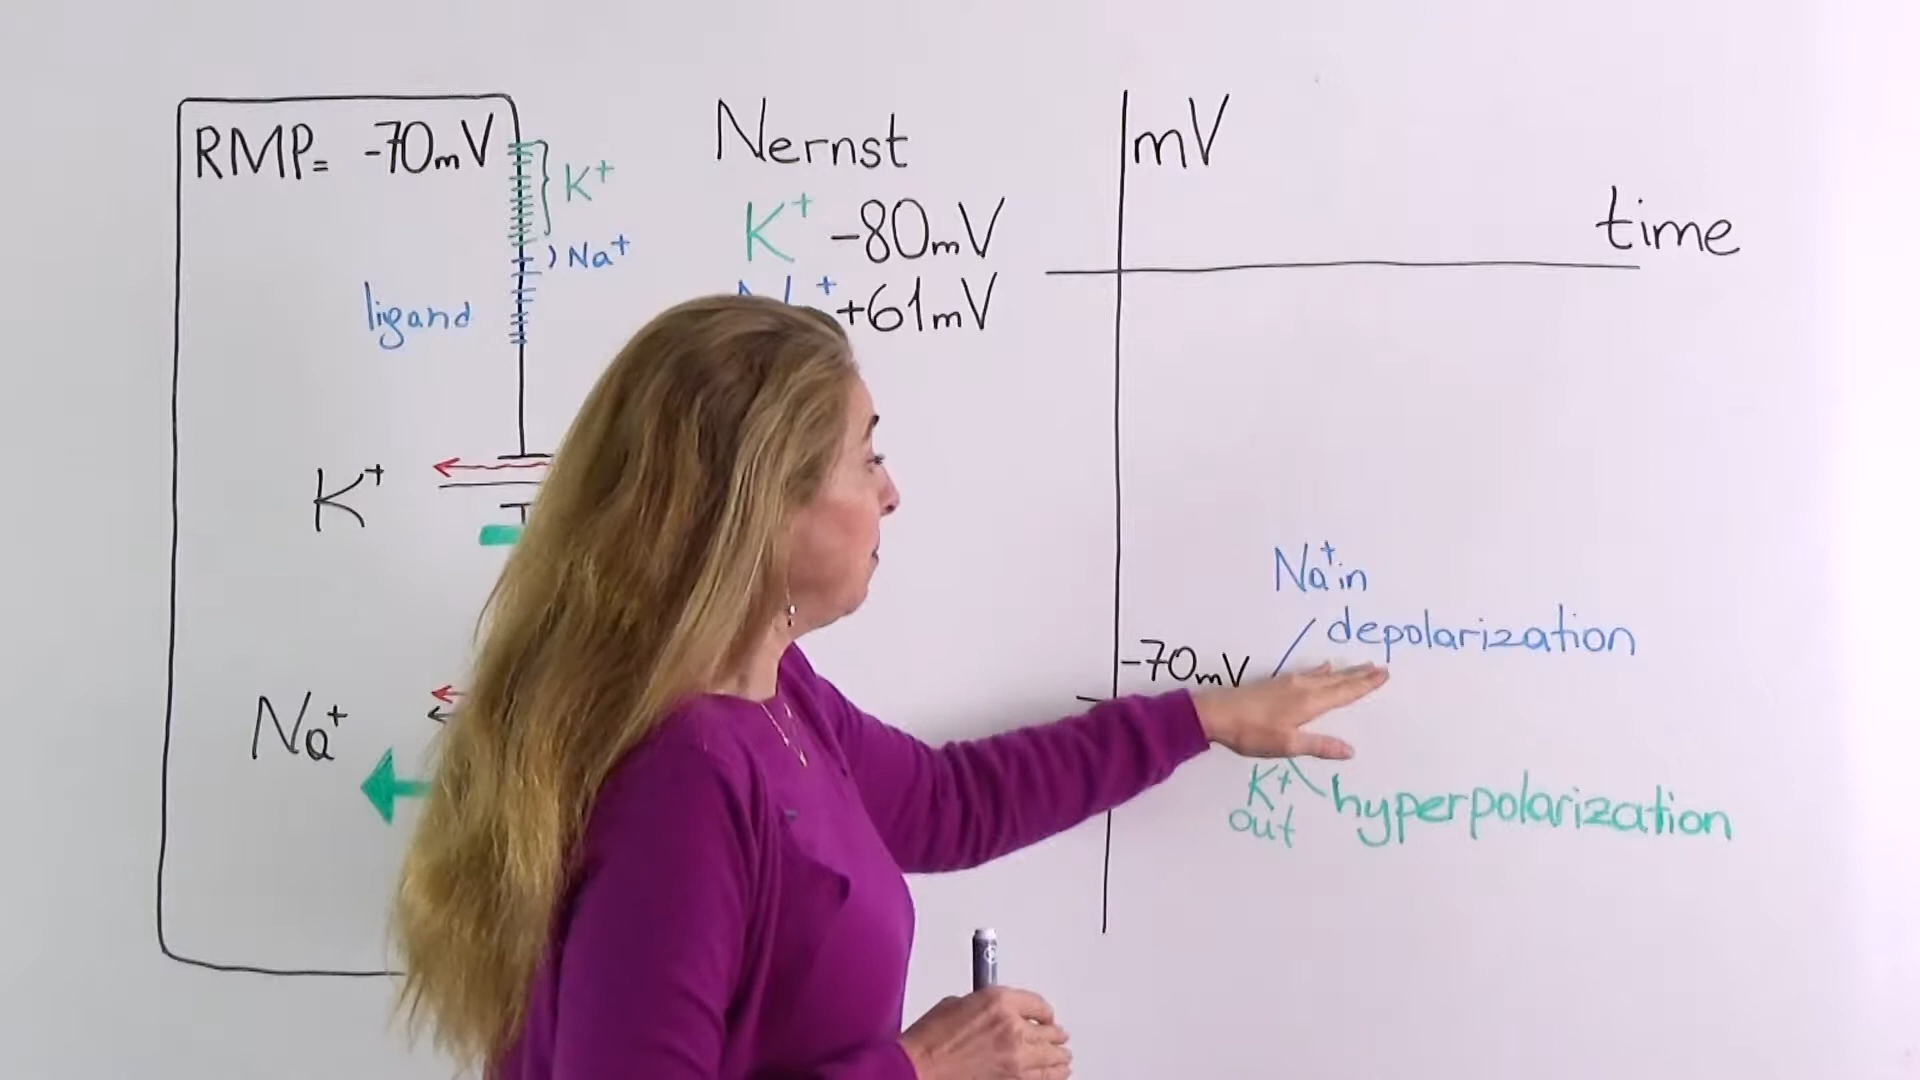 RMP= -70mV
K+
Na+
ligand
K+
Na+
Nernst
K+ -80mV
+61mV
mV
time
Na+ in
depolarization
-70mV
K+
out
hyperpolarization